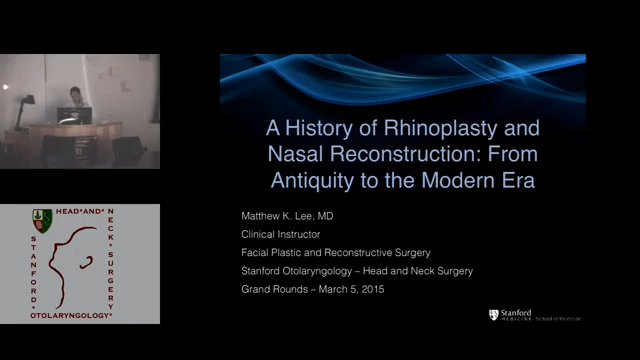 A History of Rhinoplasty and
Nasal Reconstruction: From
Antiquity to the Modern Era
Matthew K. Lee, MD
Clinical Instructor
Facial Plastic and Reconstructive Surgery
Stanford Otolaryngology – Head and Neck Surgery
Grand Rounds – March 5, 2015
HEAD*AND*
NECK*SURGERY*
STANFORD
OTOLARYNGOLOGY*
Stanford
MEDICINE School of Medicine